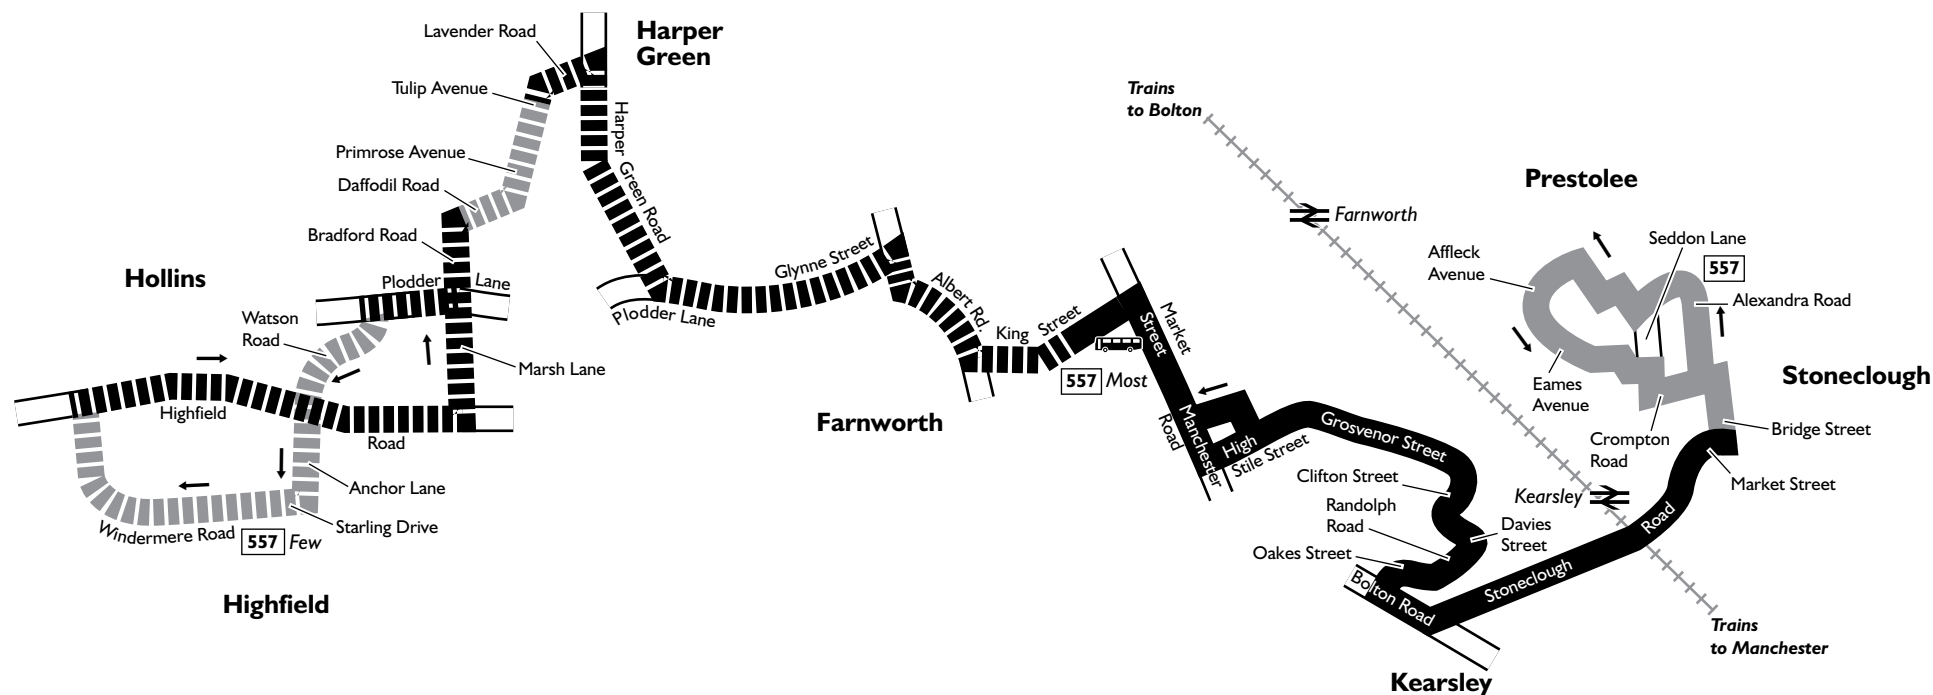 Lavender Road
Harper
Green
Tulip Avenue
Harper Green Road
Primrose Avenue
Daffodil Road
Bradford Road
Hollins
Plodder Lane
Watson
Road
Marsh Lane
Highfield Road
Anchor Lane
Starling Drive
Windermere Road
557 Few
Highfield
Glynne Street
Plodder Lane
Albert Rd.
King Street
Farnworth
557 Most
Market Street
Manchester Road
High Stile Street
Grosvenor Street
Clifton Street
Randolph
Road
Davies
Street
Oakes Street
Bolton Road
Stoneclough Road
Kearsley
Trains
to Bolton
Farnworth
Kearsley
Trains
to Manchester
Prestolee
Seddon Lane
557
Affleck
Avenue
Alexandra Road
Eames
Avenue
Stoneclough
Crompton
Road
Bridge Street
Market Street